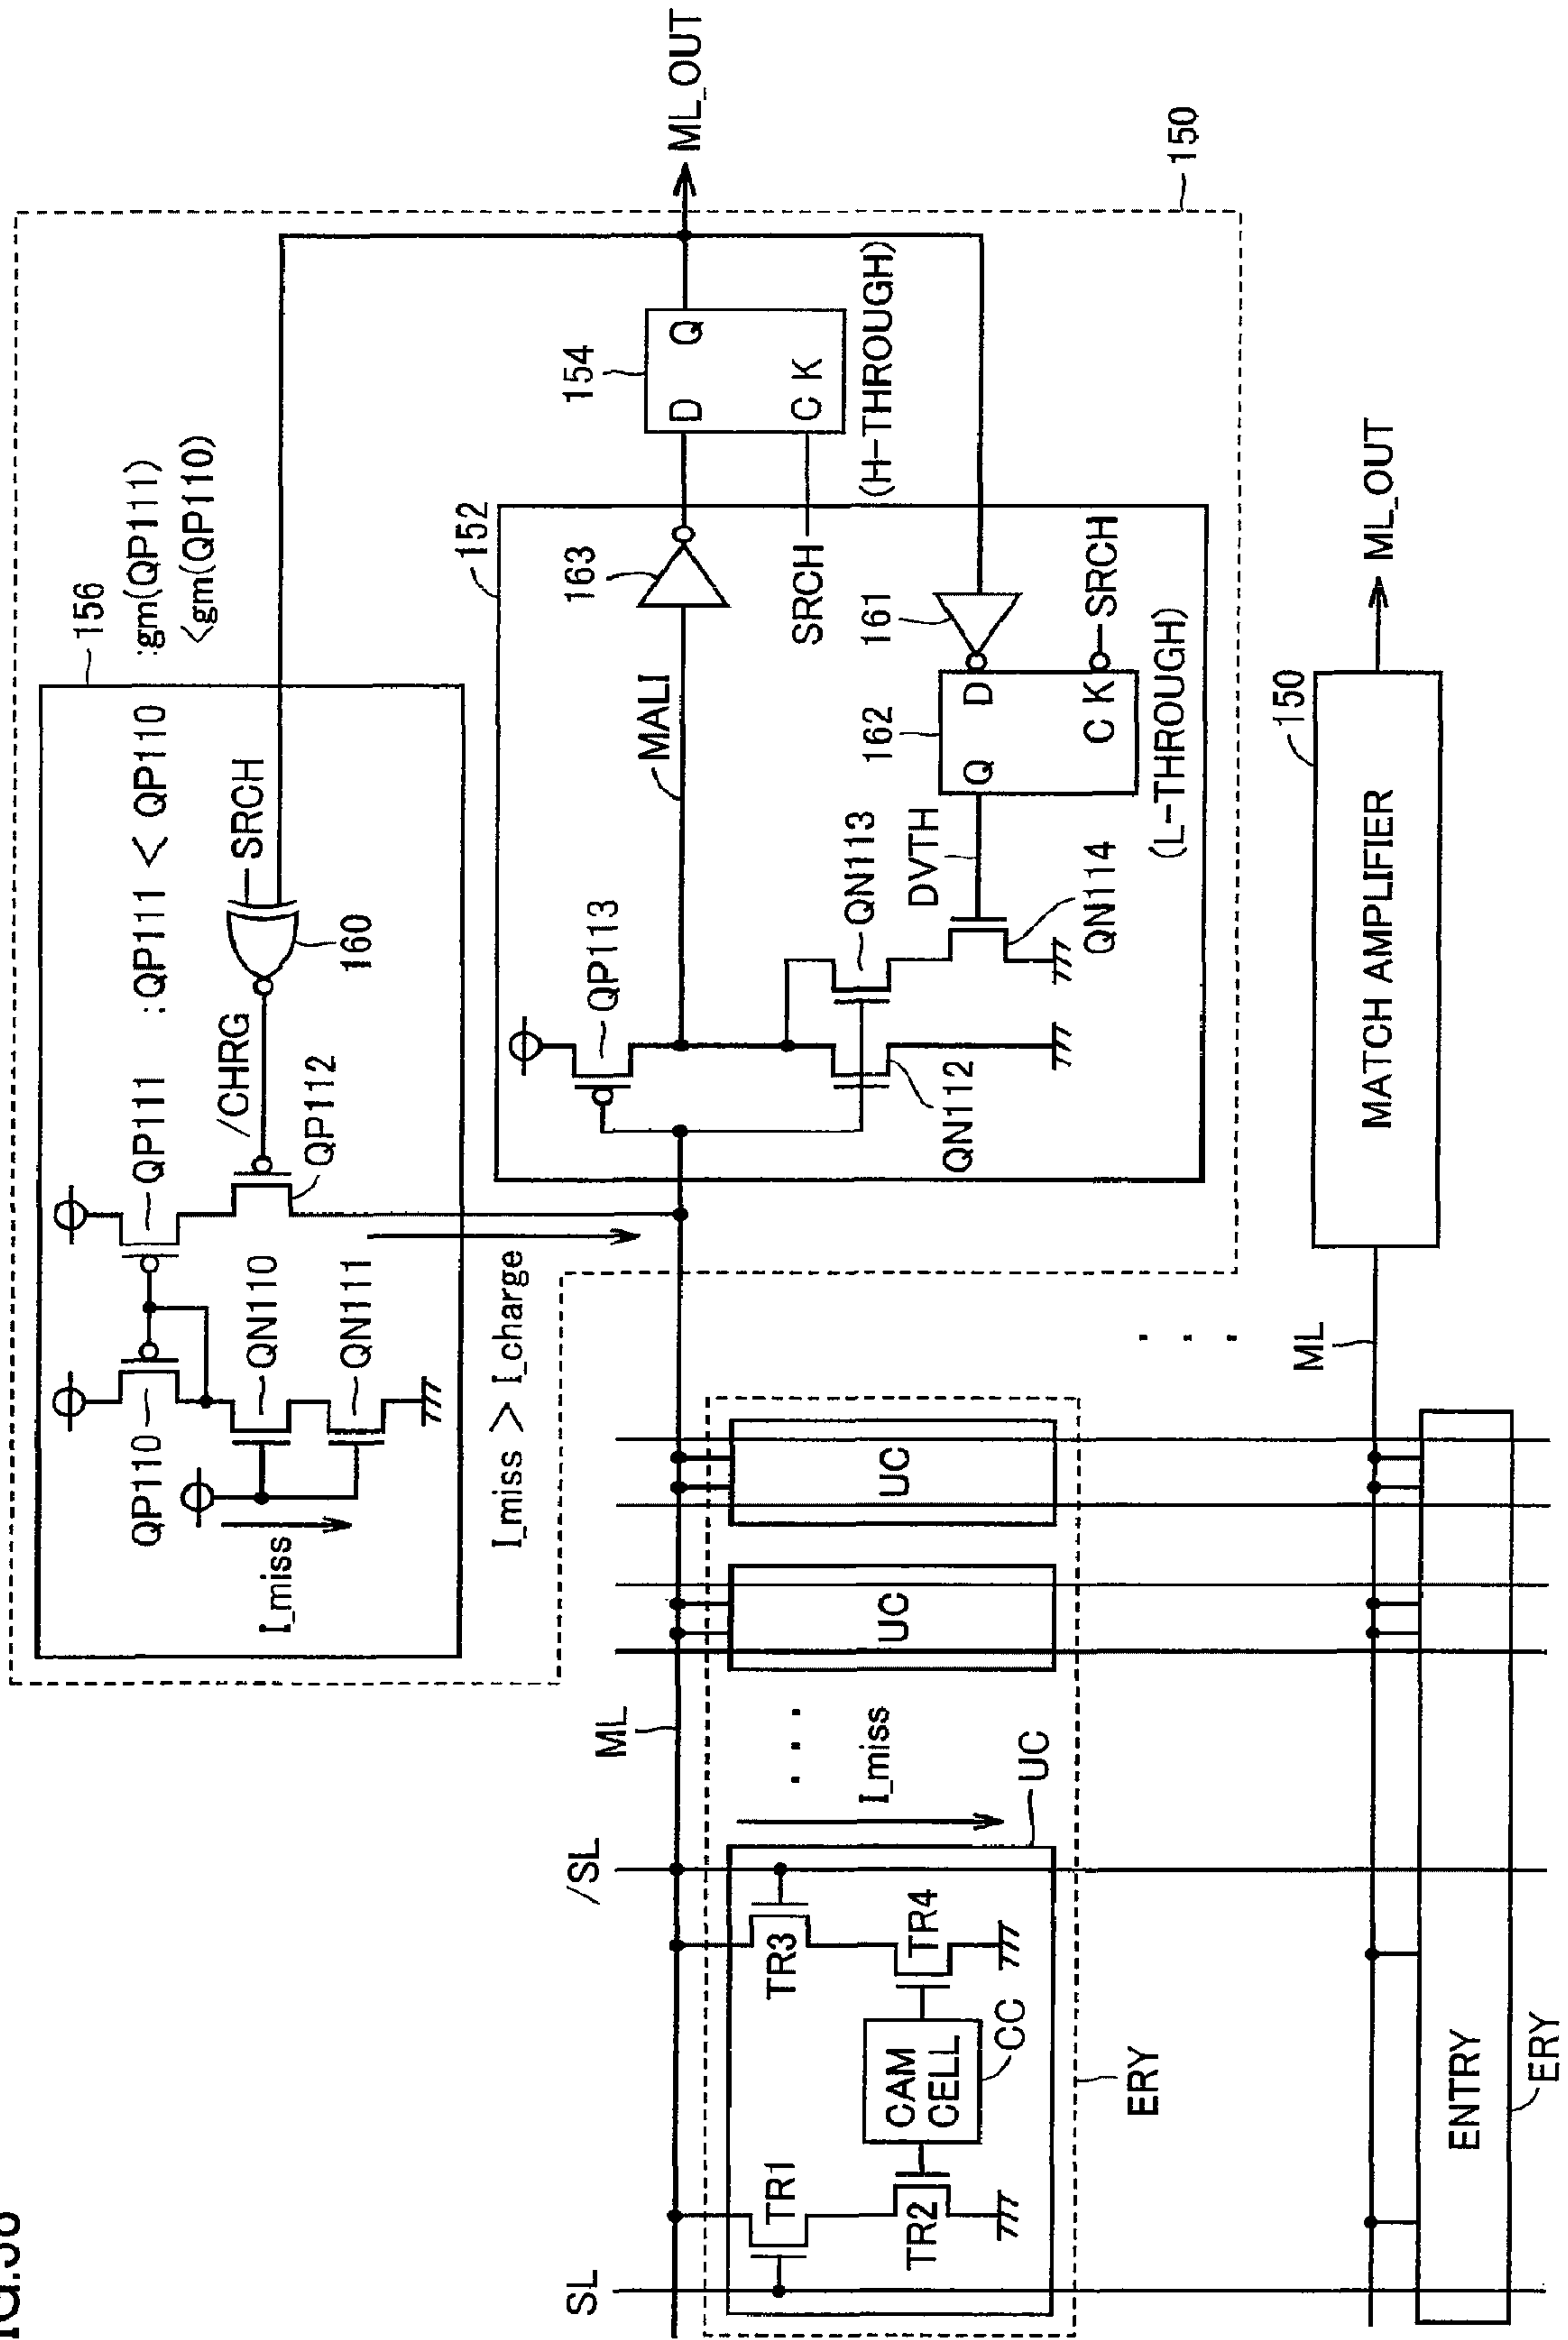 FIG.38
156
:QP111 < QP110
:gm(QP111)
<gm(QP110)
QP110
QP111
QN110
QN111
I_miss
/CHRG
QP112
SRCH
160
I_miss > I_charge
152
QP113
MALI
163
154
D
Q
C K
SRCH
(H-THROUGH)
ML_OUT
QN112
QN113
DVTH
QN114
162
Q
D
C K
161
SRCH
(L-THROUGH)
150
SL
/SL
ML
TR1
TR2
TR3
TR4
CAM
CELL
CC
UC
I_miss
. . .
UC
UC
ERY
. . .
ML
150
MATCH AMPLIFIER
ML_OUT
ENTRY
ERY